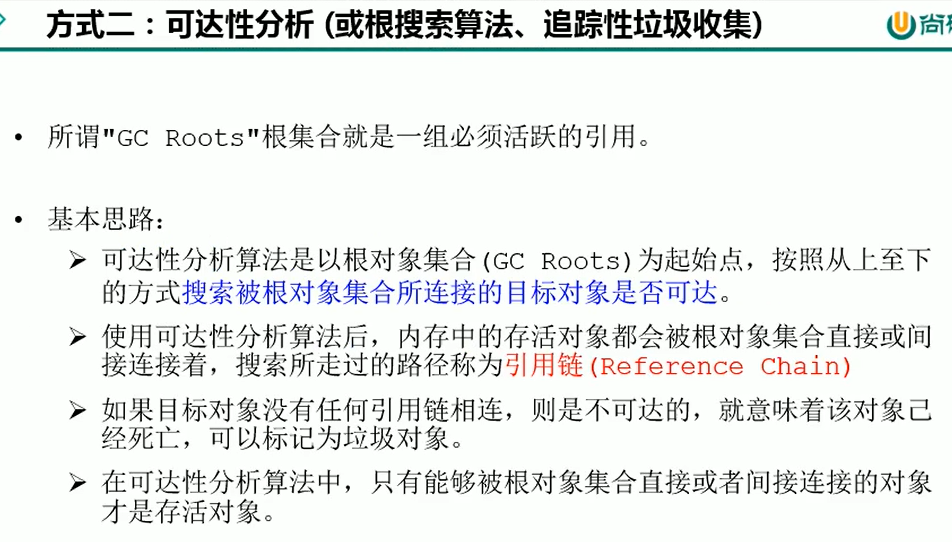 方式二：可达性分析 (或根搜索算法、追踪性垃圾收集)
尚
• 所谓"GC Roots"根集合就是一组必须活跃的引用。
• 基本思路：
➢ 可达性分析算法是以根对象集合(GC Roots)为起始点，按照从上至下
的方式搜索被根对象集合所连接的目标对象是否可达。
➢ 使用可达性分析算法后，内存中的存活对象都会被根对象集合直接或间
接连接着，搜索所走过的路径称为引用链(Reference Chain)
➢ 如果目标对象没有任何引用链相连，则是不可达的，就意味着该对象己
经死亡，可以标记为垃圾对象。
➢ 在可达性分析算法中，只有能够被根对象集合直接或者间接连接的对象
才是存活对象。